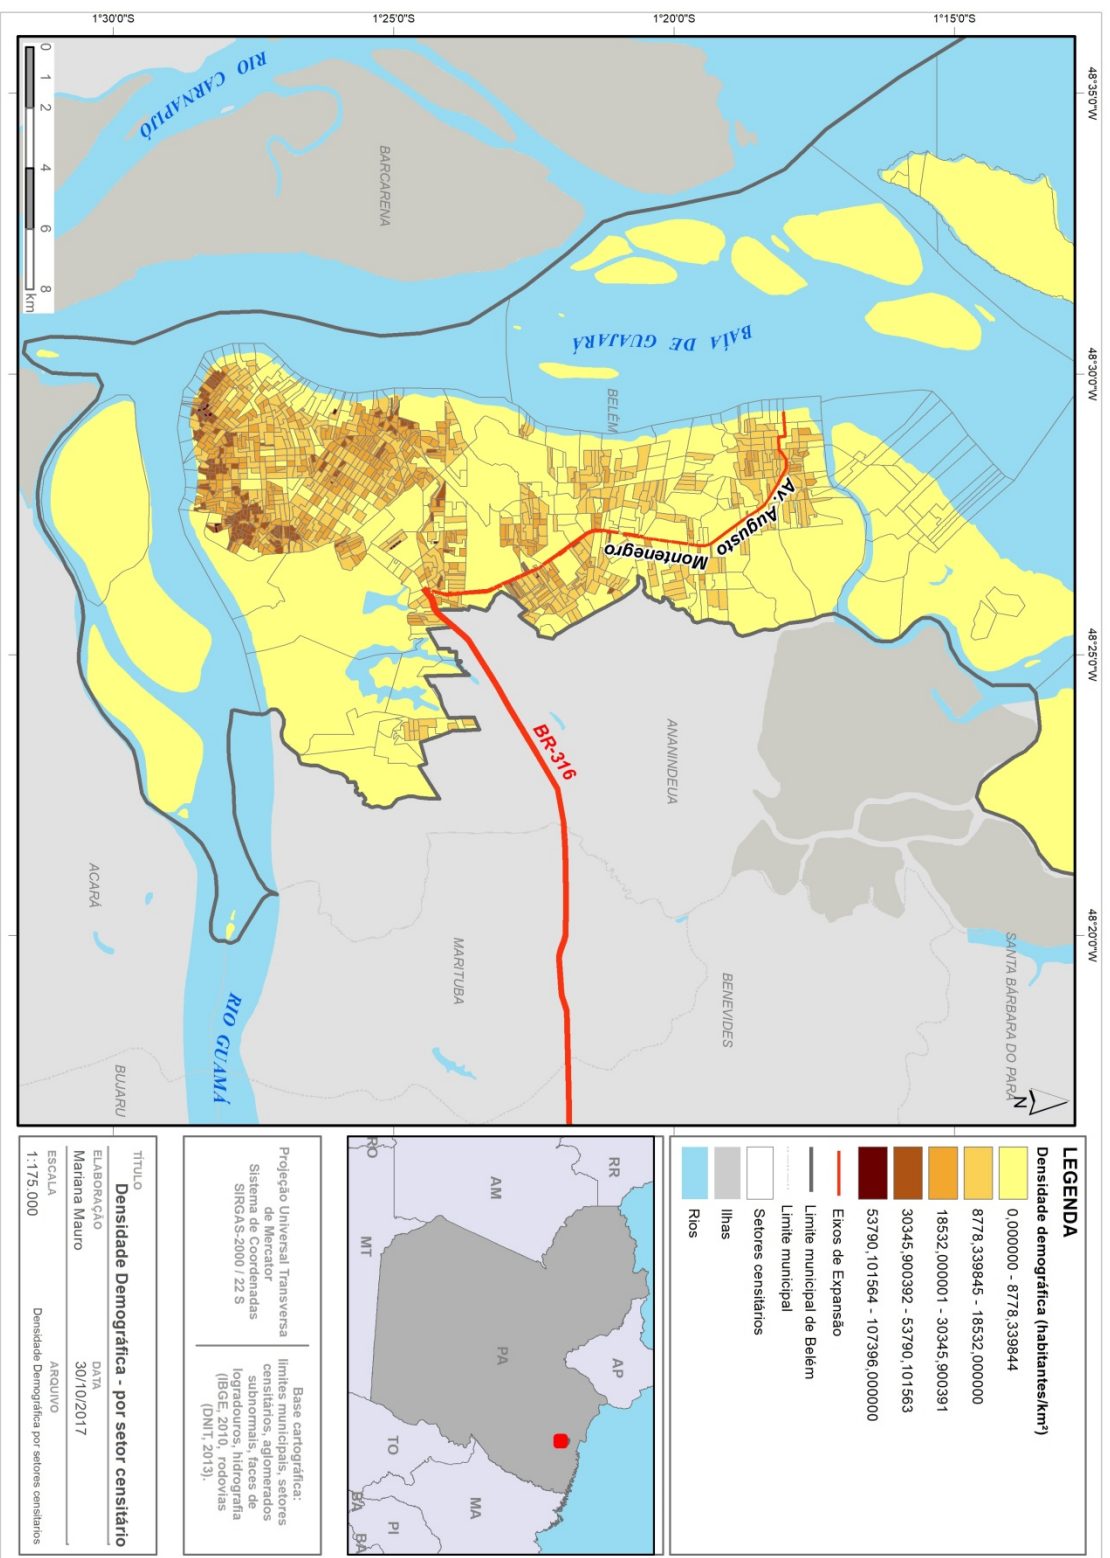 48°35'0"W
48°30'0"W
48°25'0"W
48°20'0"W
1°15'0"S
1°20'0"S
1°25'0"S
1°30'0"S
BAÍA DE GUAJARÁ
RIO CARNAPIJÓ
RIO GUAMÁ
BARCARENA
BELÉM
Av. Augusto
Montenegro
BR-316
ANANINDEUA
SANTA BÁRBARA DO PARÁ
BENEVIDES
MARITUBA
ACARÁ
BUJARU
N
0 1 2 4 6 8
km
LEGENDA
Densidade demográfica (habitantes/km²)
0,000000 - 8778,339844
8778,339845 - 18532,000000
18532,000001 - 30345,900391
30345,900392 - 53790,101563
53790,101564 - 107396,000000
Eixos de Expansão
Limite municipal de Belém
Limite municipal
Setores censitários
Ilhas
Rios
RR
AP
AM
PA
MA
RO
MT
TO
PI
BA
BA
Projeção Universal Transversa
de Mercator
Sistema de Coordenadas
SIRGAS-2000 / 22 S
Base cartográfica:
limites municipais, setores
censitários, aglomerados
subnormais, faces de
logradouros, hidrografia
(IBGE, 2010, rodovias
(DNIT, 2013).
TÍTULO
Densidade Demográfica - por setor censitário
ELABORAÇÃO
Mariana Mauro
DATA
30/10/2017
ESCALA
1:175.000
ARQUIVO
Densidade Demográfica por setores censitarios